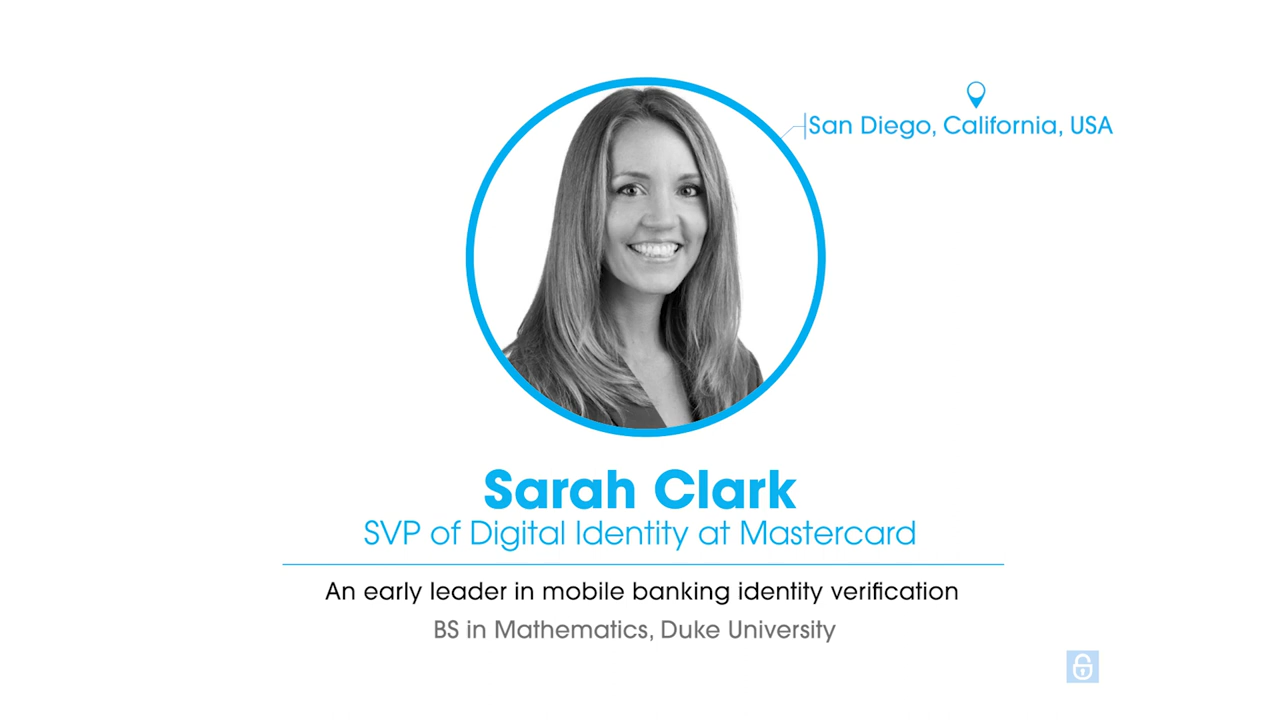 San Diego, California, USA
Sarah Clark
SVP of Digital Identity at Mastercard
An early leader in mobile banking identity verification
BS in Mathematics, Duke University